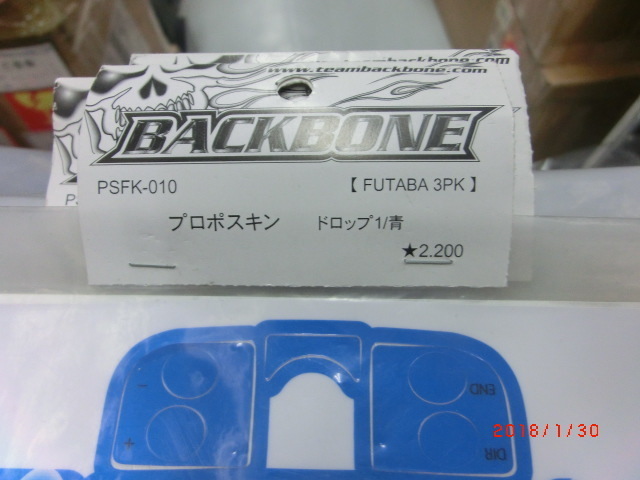 www.teambackbone.com
BACKBONE
PSFK-010 【 FUTABA 3PK 】
プロポスキン ドロップ1/青
★2.200
- END
+ DIR
2018/1/30